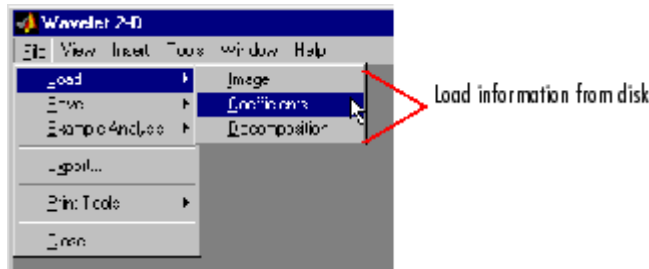 Wavelet 2-D
File View Insert Tools Window Help
Load Image
Save Coefficients
Example Analysis Decomposition
Export...
Print Tools
Close
Load information from disk